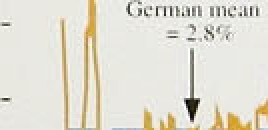 German mean
= 2.8%